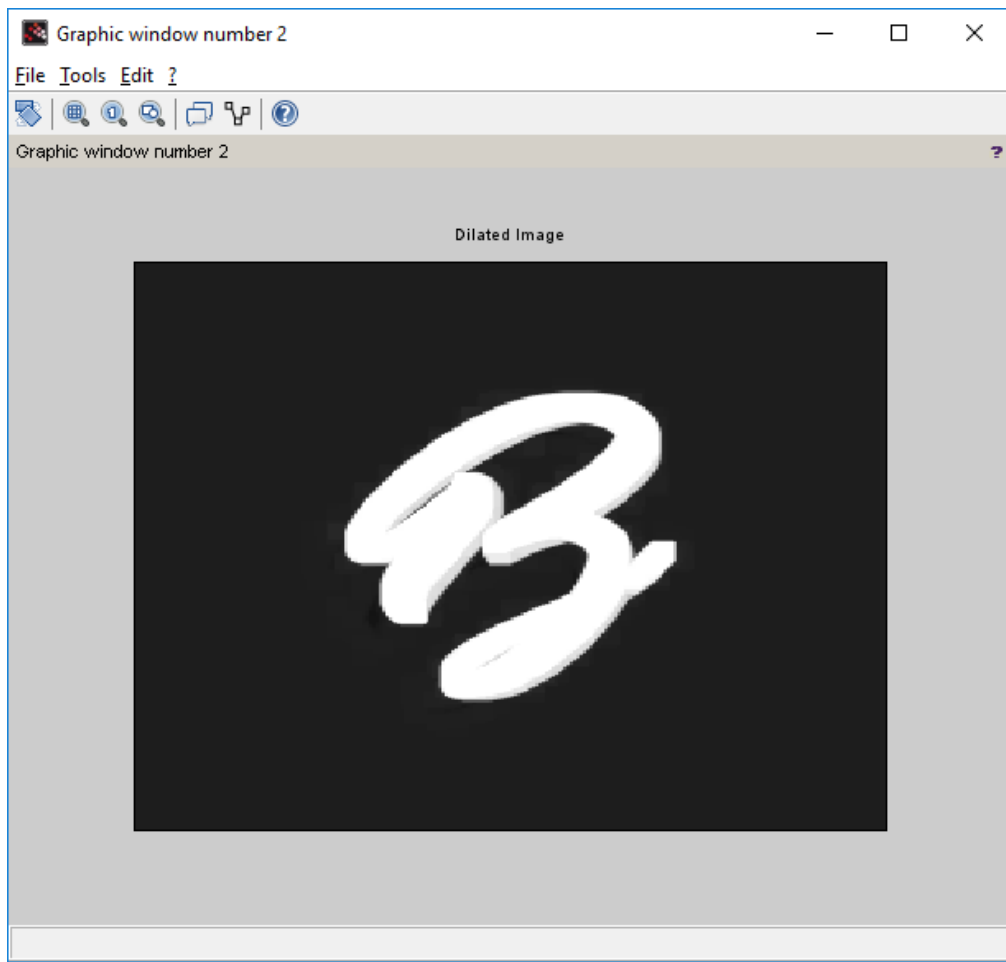 Graphic window number 2
File Tools Edit ?
Graphic window number 2 ?
Dilated Image
B